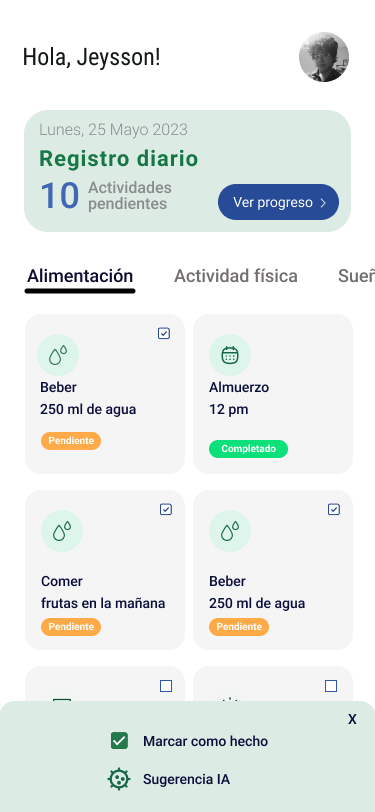 Hola, Jeysson!
Lunes, 25 Mayo 2023
Registro diario
10 Actividades
pendientes
Ver progreso >
Alimentación Actividad física Sueñ
Beber
250 ml de agua
Pendiente
Almuerzo
12 pm
Completado
Comer
frutas en la mañana
Pendiente
Beber
250 ml de agua
Pendiente
X
Marcar como hecho
Sugerencia IA